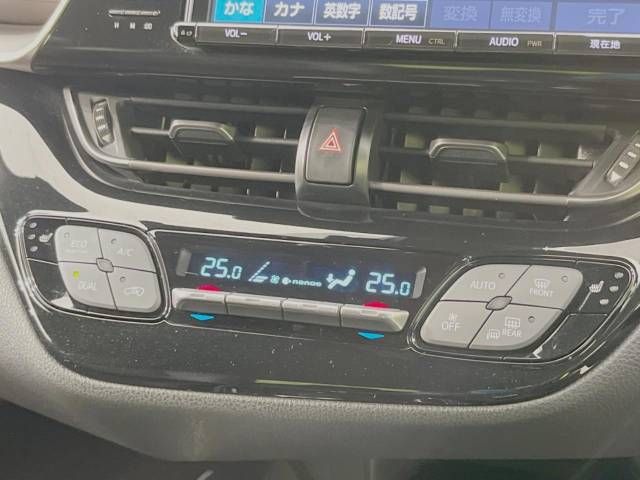 かな カナ 英数字 数記号 変換 無変換 完了
VOL− VOL+ MENU CTRL AUDIO PWR 現在地
H M :00
25.0 nanoe 25.0
ECO A/C
DUAL
AUTO FRONT
OFF REAR